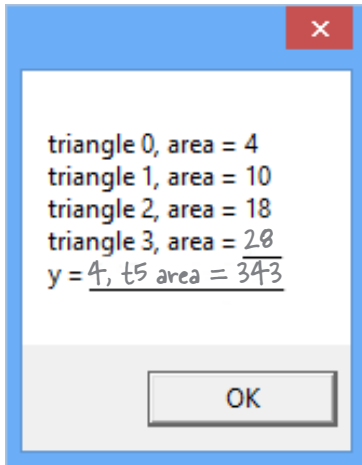 triangle 0, area = 4
triangle 1, area = 10
triangle 2, area = 18
triangle 3, area = 28
y = 4, t5 area = 343
OK